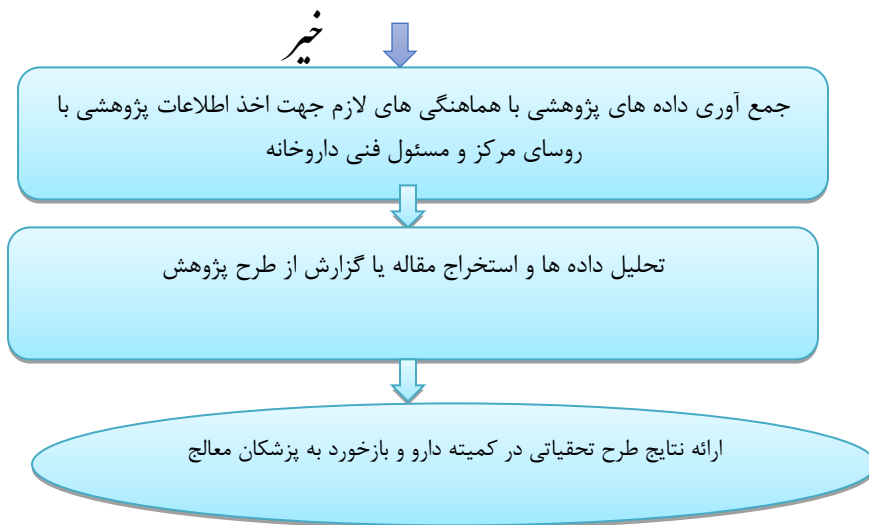 خیر
جمع آوری داده های پژوهشی با هماهنگی های لازم جهت اخذ اطلاعات پژوهشی با
روسای مرکز و مسئول فنی داروخانه
تحلیل داده ها و استخراج مقاله یا گزارش از طرح پژوهش
ارائه نتایج طرح تحقیاتی در کمیته دارو و بازخورد به پزشکان معالج